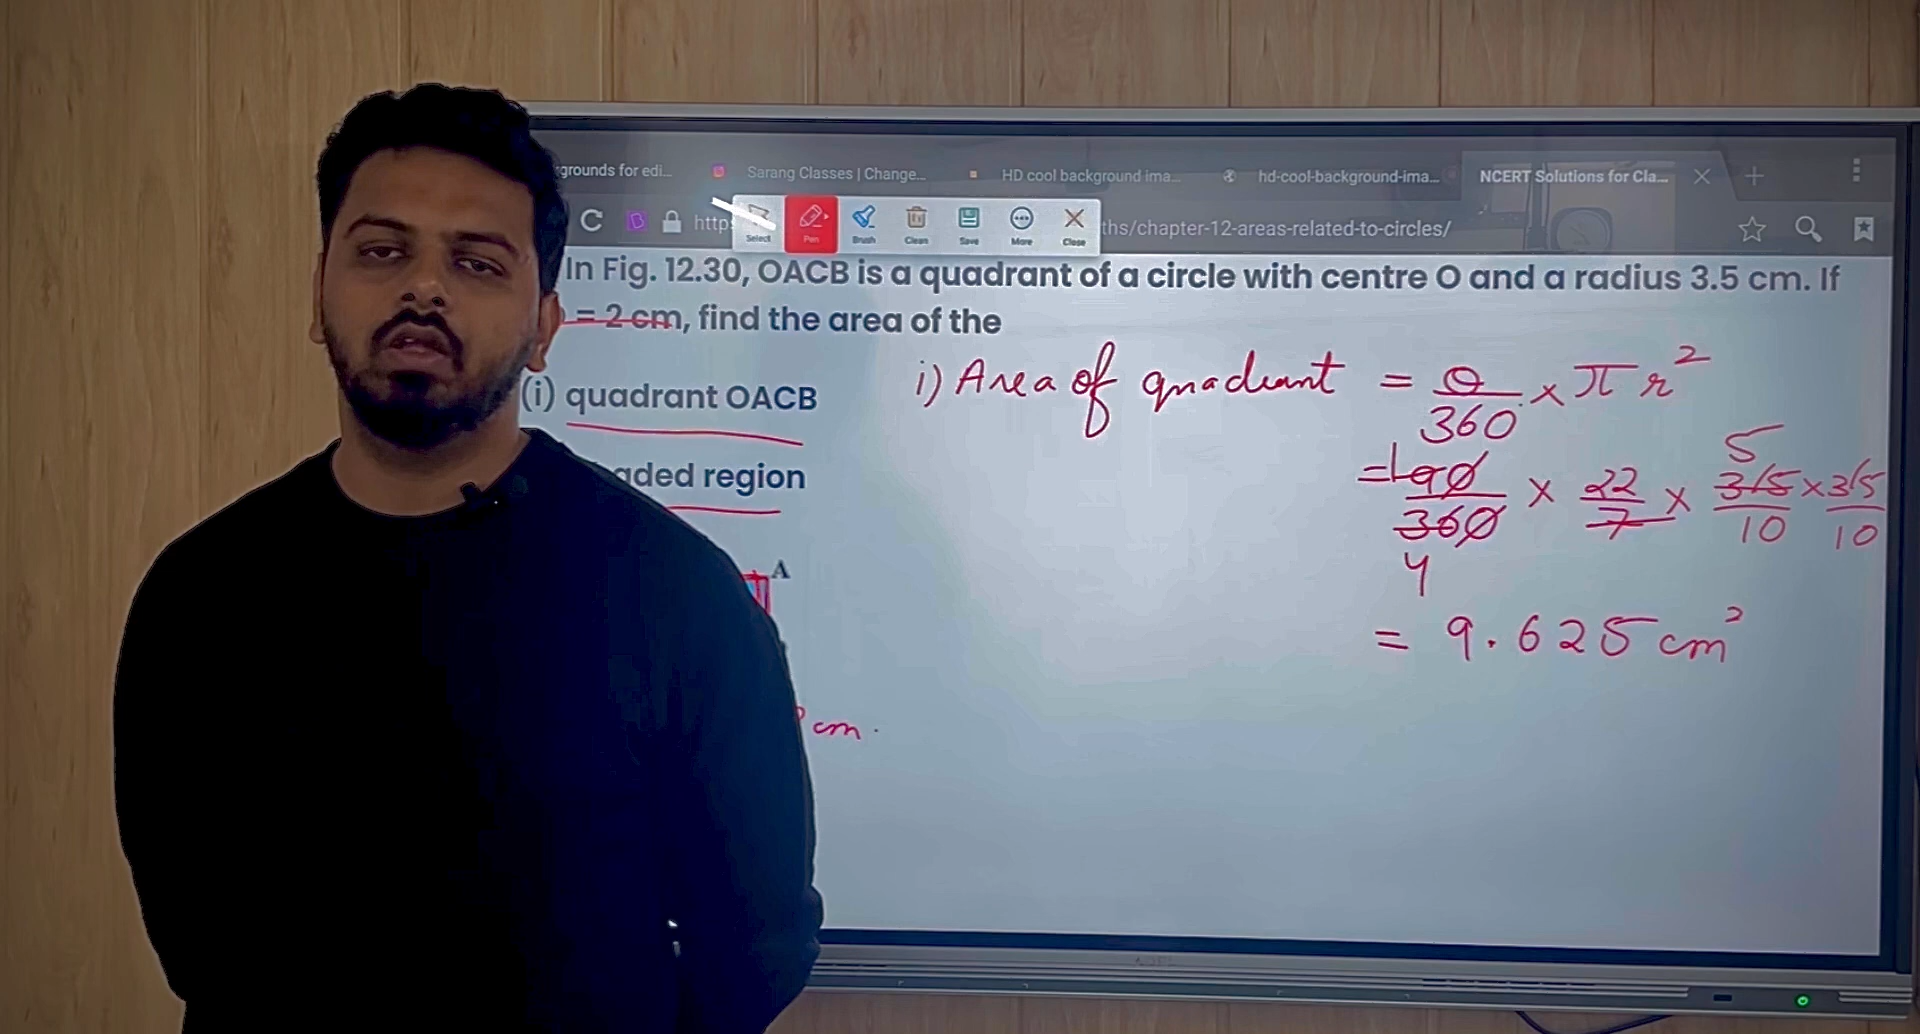 grounds for edi...
Sarang Classes | Change...
HD cool background ima...
hd-cool-background-ima...
NCERT Solutions for Cla...
http
Select
Pen
Brush
Clean
Save
More
Close
ths/chapter-12-areas-related-to-circles/
In Fig. 12.30, OACB is a quadrant of a circle with centre O and a radius 3.5 cm. If
= 2 cm, find the area of the
(i) quadrant OACB
aded region
A
cm.
i) Area of quadrant = θ/360 × π r²
= 90/360 × 22/7 × 35/10 × 35/10
5
4
= 9.625 cm²